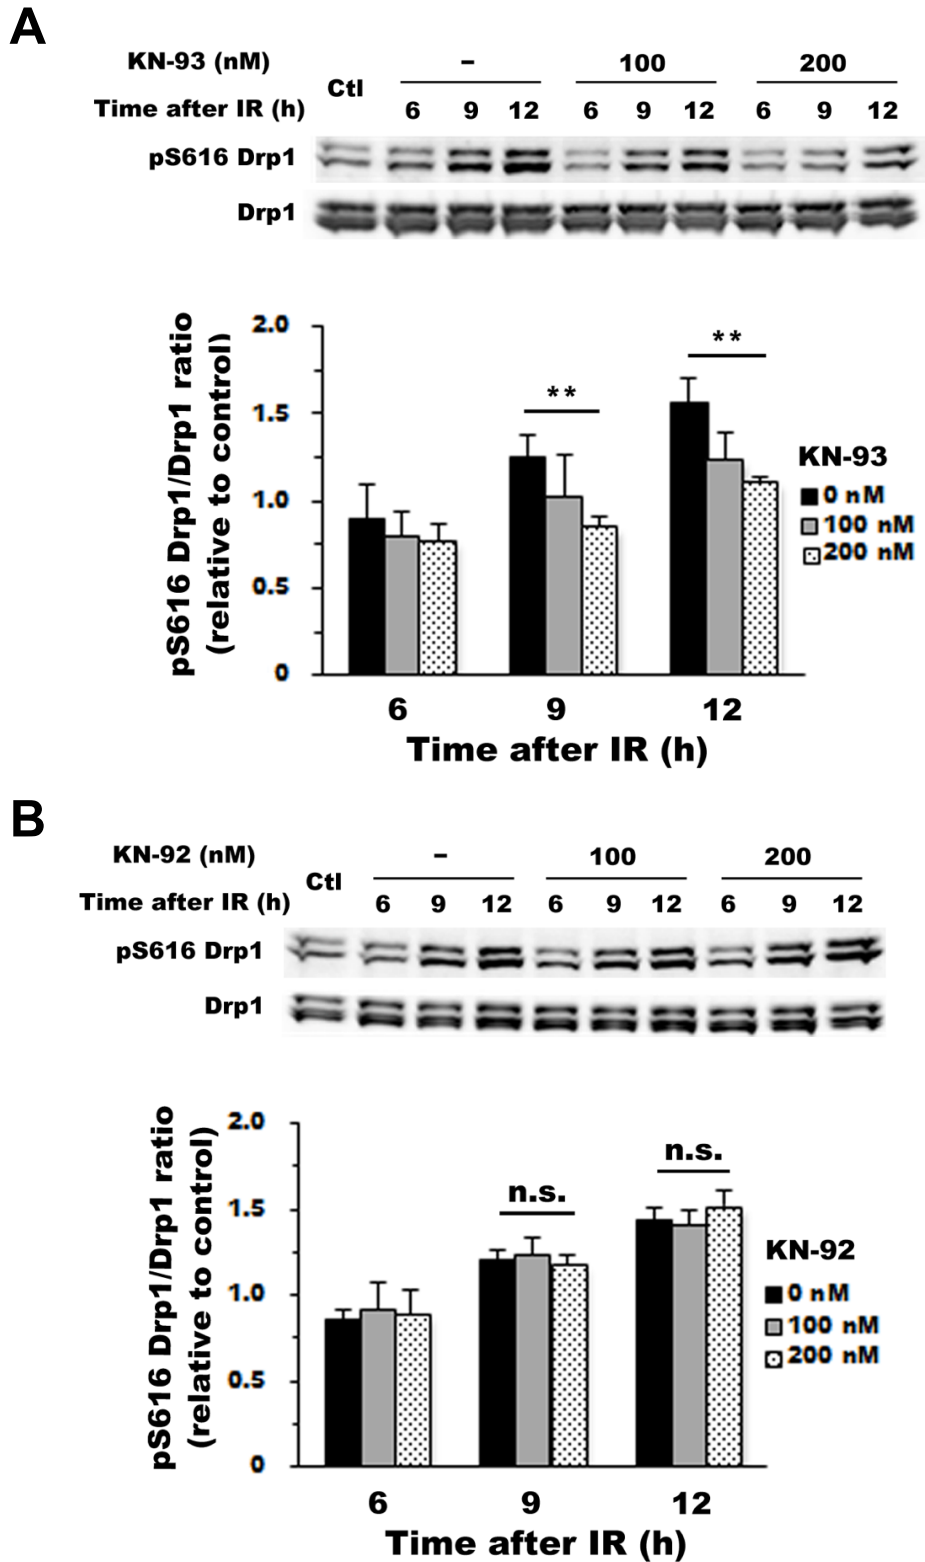 A
KN-93 (nM) – 100 200
Ctl
Time after IR (h) 6 9 12 6 9 12 6 9 12
pS616 Drp1
Drp1
pS616 Drp1/Drp1 ratio
(relative to control)
2.0
1.5
1.0
0.5
0
**
**
KN-93
0 nM
100 nM
200 nM
6 9 12
Time after IR (h)
B
KN-92 (nM) – 100 200
Ctl
Time after IR (h) 6 9 12 6 9 12 6 9 12
pS616 Drp1
Drp1
pS616 Drp1/Drp1 ratio
(relative to control)
2.0
1.5
1.0
0.5
0
n.s.
n.s.
KN-92
0 nM
100 nM
200 nM
6 9 12
Time after IR (h)